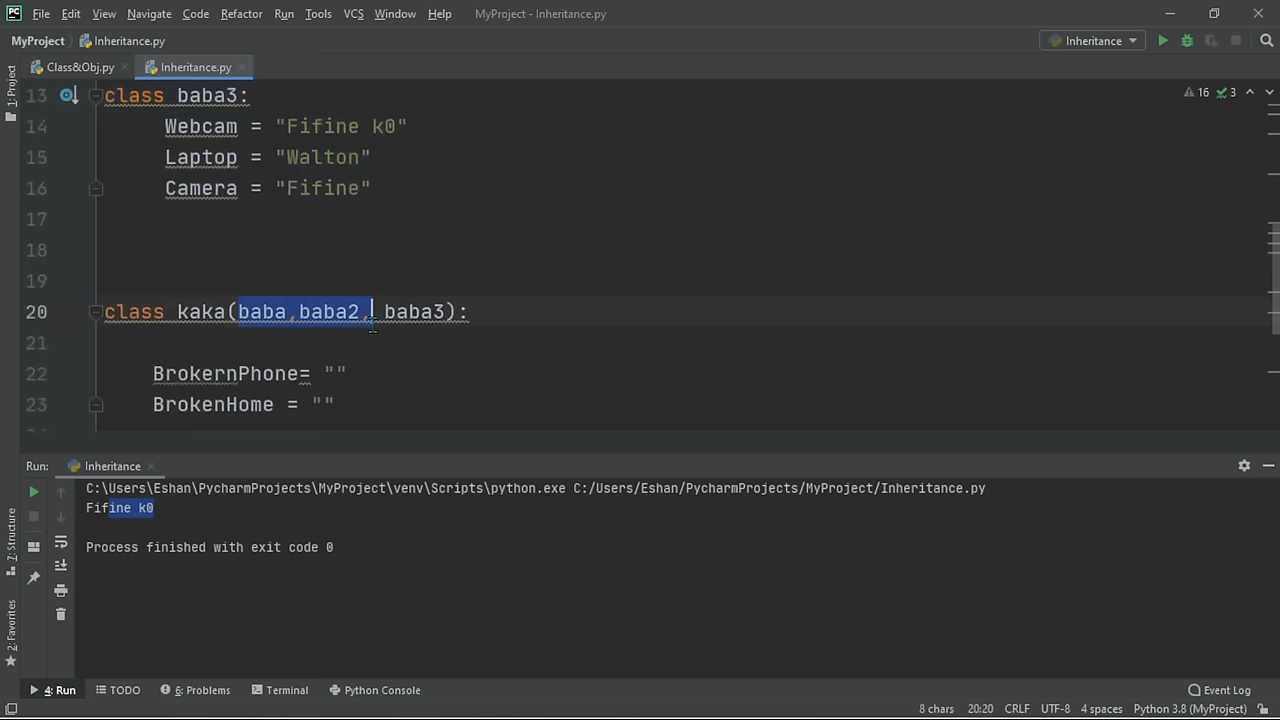 File Edit View Navigate Code Refactor Run Tools VCS Window Help MyProject - Inheritance.py
MyProject Inheritance.py Inheritance
Class&Obj.py Inheritance.py
1: Project
13 class baba3: 16 3
14 Webcam = "Fifine k0"
15 Laptop = "Walton"
16 Camera = "Fifine"
17
18
19
20 class kaka(baba,baba2, baba3):
21
22 BrokernPhone= ""
23 BrokenHome = ""
Run: Inheritance
C:\Users\Eshan\PycharmProjects\MyProject\venv\Scripts\python.exe C:/Users/Eshan/PycharmProjects/MyProject/Inheritance.py
Fifine k0
Process finished with exit code 0
7: Structure
2: Favorites
4: Run TODO 6: Problems Terminal Python Console Event Log
8 chars 20:20 CRLF UTF-8 4 spaces Python 3.8 (MyProject)